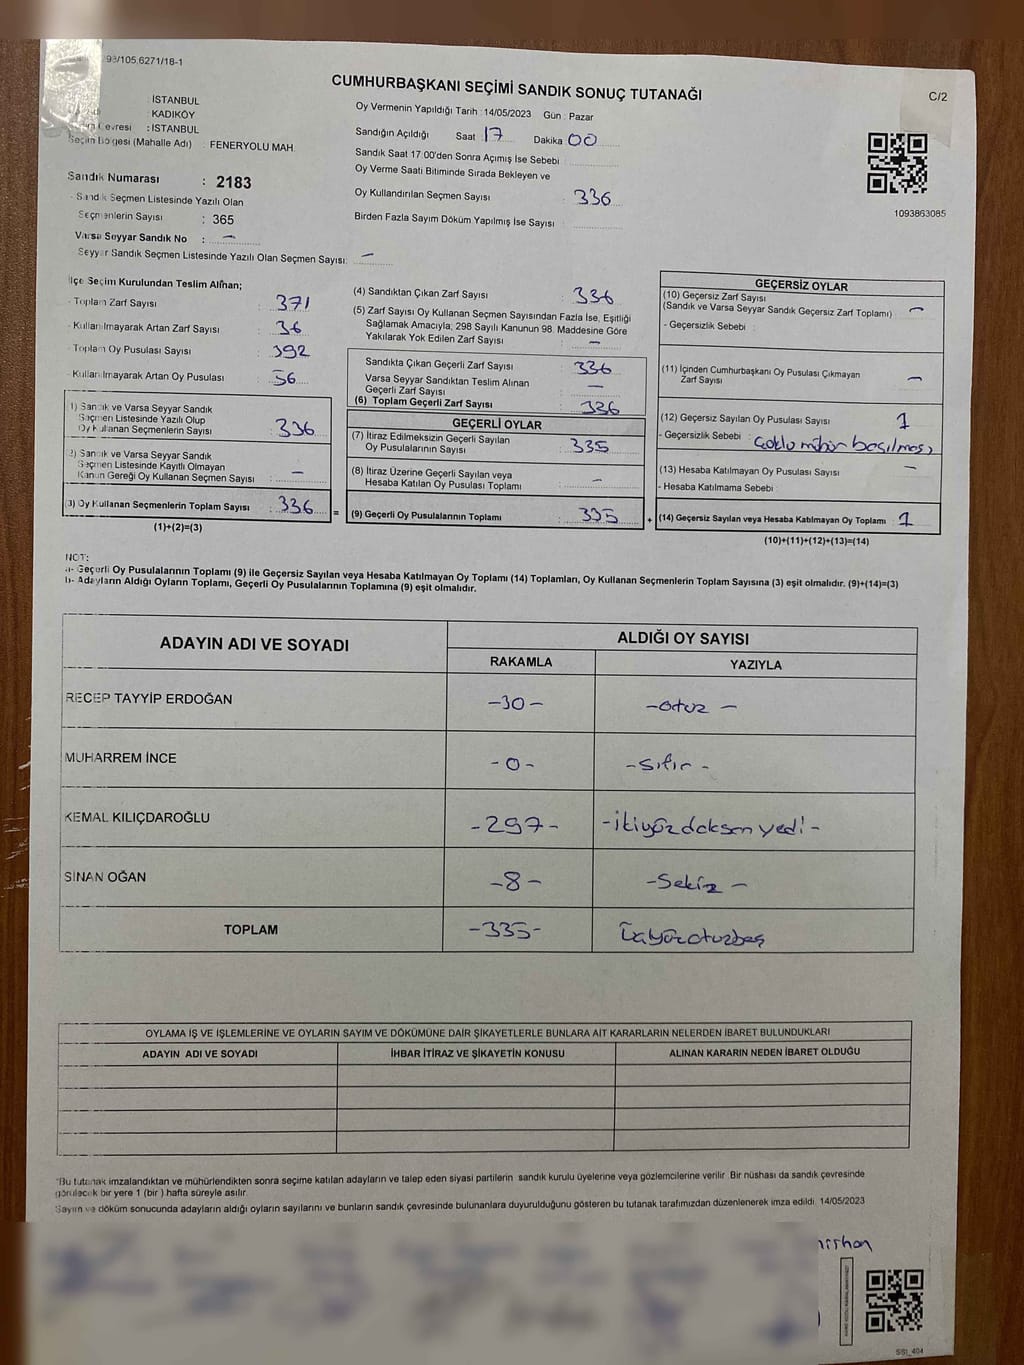 98/105.6271/18-1
CUMHURBAŞKANI SEÇİMİ SANDIK SONUÇ TUTANAĞI
C/2
: İSTANBUL
: KADIKÖY
Çevresi : İSTANBUL
Seçim Bölgesi (Mahalle Adı) : FENERYOLU MAH.
Sandık Numarası : 2183
- Sandık Seçmen Listesinde Yazılı Olan
Seçmenlerin Sayısı : 365
Varsa Seyyar Sandık No : –
- Seyyar Sandık Seçmen Listesinde Yazılı Olan Seçmen Sayısı: –
Oy Vermenin Yapıldığı Tarih : 14/05/2023 Gün : Pazar
Sandığın Açıldığı Saat 17 Dakika 00
Sandık Saat 17:00'den Sonra Açımış İse Sebebi
Oy Verme Saati Bitiminde Sırada Bekleyen ve
Oy Kullandırılan Seçmen Sayısı : 336
Birden Fazla Sayım Döküm Yapılmış İse Sayısı :
1093863085
İlçe Seçim Kurulundan Teslim Alınan;
- Toplam Zarf Sayısı : 371
- Kullanılmayarak Artan Zarf Sayısı : 36
- Toplam Oy Pusulası Sayısı : 392
- Kullanılmayarak Artan Oy Pusulası : 56
1) Sandık ve Varsa Seyyar Sandık
Seçmen Listesinde Yazılı Olup
Oy Kullanan Seçmenlerin Sayısı : 336
2) Sandık ve Varsa Seyyar Sandık
Seçmen Listesinde Kayıtlı Olmayan
Kanun Gereği Oy Kullanan Seçmen Sayısı : –
(3) Oy Kullanan Seçmenlerin Toplam Sayısı : 336 =
(1)+(2)=(3)
(4) Sandıktan Çıkan Zarf Sayısı : 336
(5) Zarf Sayısı Oy Kullanan Seçmen Sayısından Fazla İse, Eşitliği
Sağlamak Amacıyla; 298 Sayılı Kanunun 98. Maddesine Göre
Yakılarak Yok Edilen Zarf Sayısı : –
Sandıkta Çıkan Geçerli Zarf Sayısı : 336
Varsa Seyyar Sandıktan Teslim Alınan
Geçerli Zarf Sayısı : –
(6) Toplam Geçerli Zarf Sayısı : 336
GEÇERLİ OYLAR
(7) İtiraz Edilmeksizin Geçerli Sayılan
Oy Pusulalarının Sayısı : 335
(8) İtiraz Üzerine Geçerli Sayılan veya
Hesaba Katılan Oy Pusulası Toplamı : –
(9) Geçerli Oy Pusulalarının Toplamı : 335 +
GEÇERSİZ OYLAR
(10) Geçersiz Zarf Sayısı
(Sandık ve Varsa Seyyar Sandık Geçersiz Zarf Toplamı) : –
- Geçersizlik Sebebi :
(11) İçinden Cumhurbaşkanı Oy Pusulası Çıkmayan
Zarf Sayısı : –
(12) Geçersiz Sayılan Oy Pusulası Sayısı : 1
- Geçersizlik Sebebi : Çoklu mühür basılması
(13) Hesaba Katılmayan Oy Pusulası Sayısı : –
- Hesaba Katılmama Sebebi :
(14) Geçersiz Sayılan veya Hesaba Katılmayan Oy Toplamı : 1
(10)+(11)+(12)+(13)=(14)
NOT:
a- Geçerli Oy Pusulalarının Toplamı (9) ile Geçersiz Sayılan veya Hesaba Katılmayan Oy Toplamı (14) Toplamları, Oy Kullanan Seçmenlerin Toplam Sayısına (3) eşit olmalıdır. (9)+(14)=(3)
b- Adayların Aldığı Oyların Toplamı, Geçerli Oy Pusulalarının Toplamına (9) eşit olmalıdır.
ADAYIN ADI VE SOYADI
ALDIĞI OY SAYISI
RAKAMLA YAZIYLA
RECEP TAYYİP ERDOĞAN -30- -otuz-
MUHARREM İNCE -0- -sıfır-
KEMAL KILIÇDAROĞLU -297- -ikiyüzdoksanyedi-
SİNAN OĞAN -8- -Sekiz-
TOPLAM -335- Üçyüzotuzbeş
OYLAMA İŞ VE İŞLEMLERİNE VE OYLARIN SAYIM VE DÖKÜMÜNE DAİR ŞİKAYETLERLE BUNLARA AİT KARARLARIN NELERDEN İBARET BULUNDUKLARI
ADAYIN ADI VE SOYADI İHBAR İTİRAZ VE ŞİKAYETİN KONUSU ALINAN KARARIN NEDEN İBARET OLDUĞU
*Bu tutanak imzalandıktan ve mühürlendikten sonra seçime katılan adayların ve talep eden siyasi partilerin sandık kurulu üyelerine veya gözlemcilerine verilir. Bir nüshası da sandık çevresinde
görülecek bir yere 1 (bir) hafta süreyle asılır.
Sayım ve döküm sonucunda adayların aldığı oyların sayılarını ve bunların sandık çevresinde bulunanlara duyurulduğunu gösteren bu tutanak tarafımızdan düzenlenerek imza edildi. 14/05/2023
SSI_404